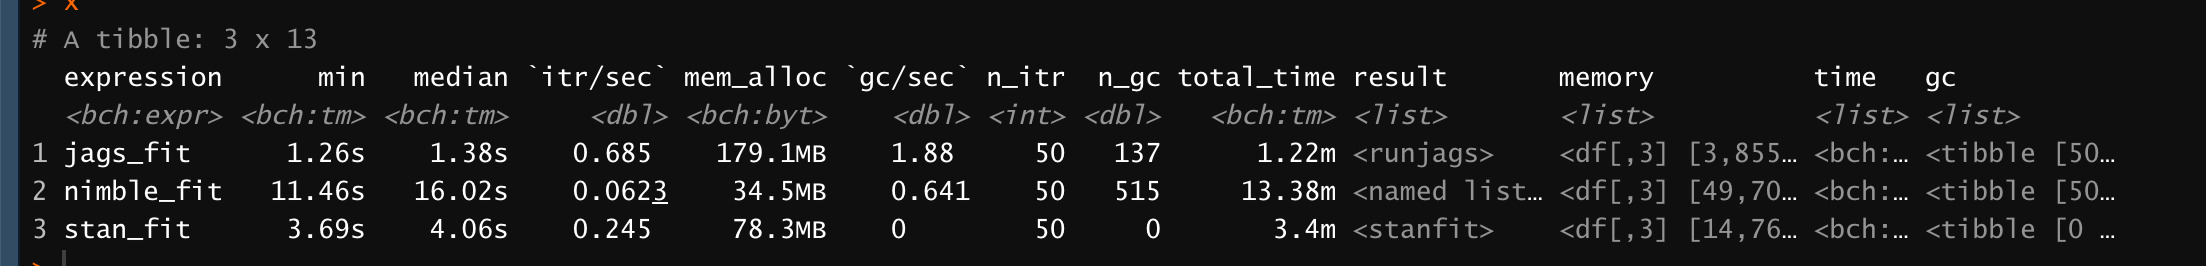 > x
# A tibble: 3 x 13
  expression      min   median `itr/sec` mem_alloc `gc/sec` n_itr  n_gc total_time result       memory         time   gc
  <bch:expr> <bch:tm> <bch:tm>     <dbl> <bch:byt>    <dbl> <int> <dbl>   <bch:tm> <list>       <list>         <list> <list>
1 jags_fit      1.26s    1.38s    0.685    179.1MB    1.88     50   137      1.22m <runjags>    <df[,3] [3,855… <bch:… <tibble [50…
2 nimble_fit   11.46s   16.02s    0.0623    34.5MB    0.641    50   515     13.38m <named list… <df[,3] [49,70… <bch:… <tibble [50…
3 stan_fit      3.69s    4.06s    0.245     78.3MB    0        50     0       3.4m <stanfit>    <df[,3] [14,76… <bch:… <tibble [0 …
>